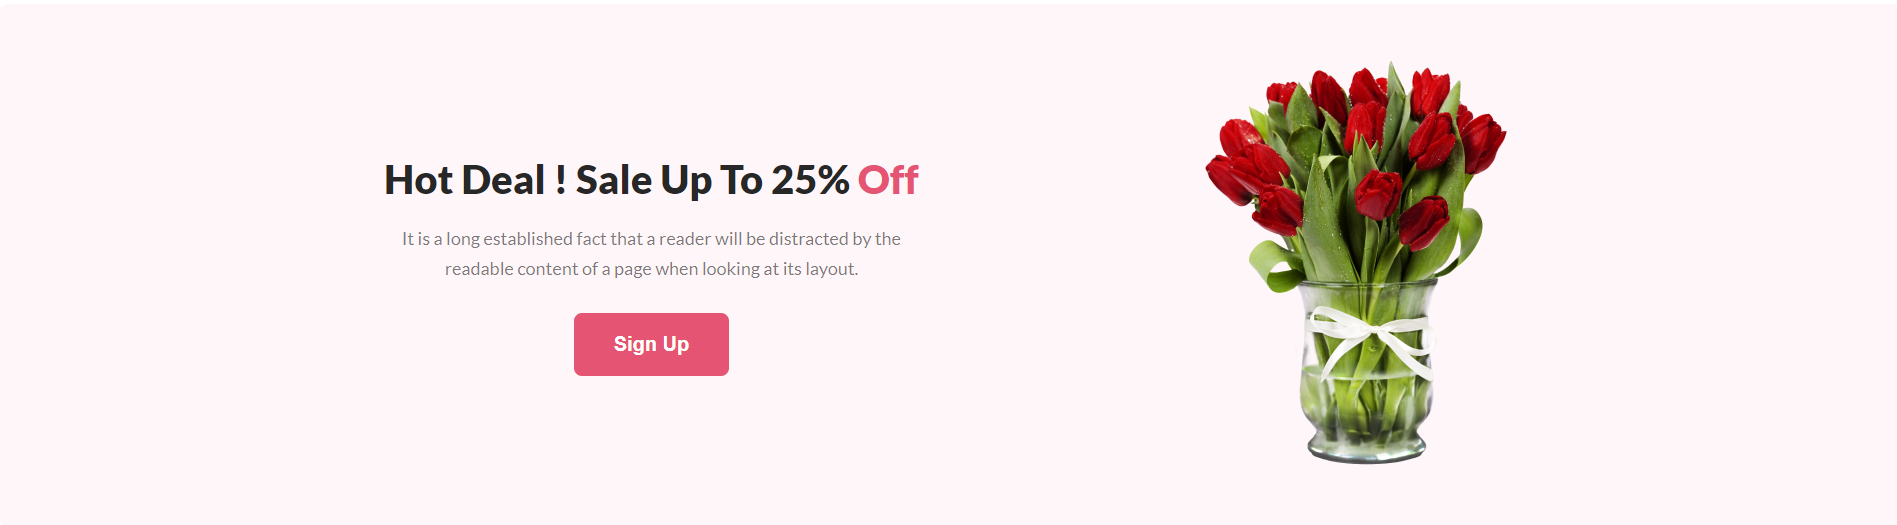 Hot Deal ! Sale Up To 25% Off
It is a long established fact that a reader will be distracted by the
readable content of a page when looking at its layout.
Sign Up